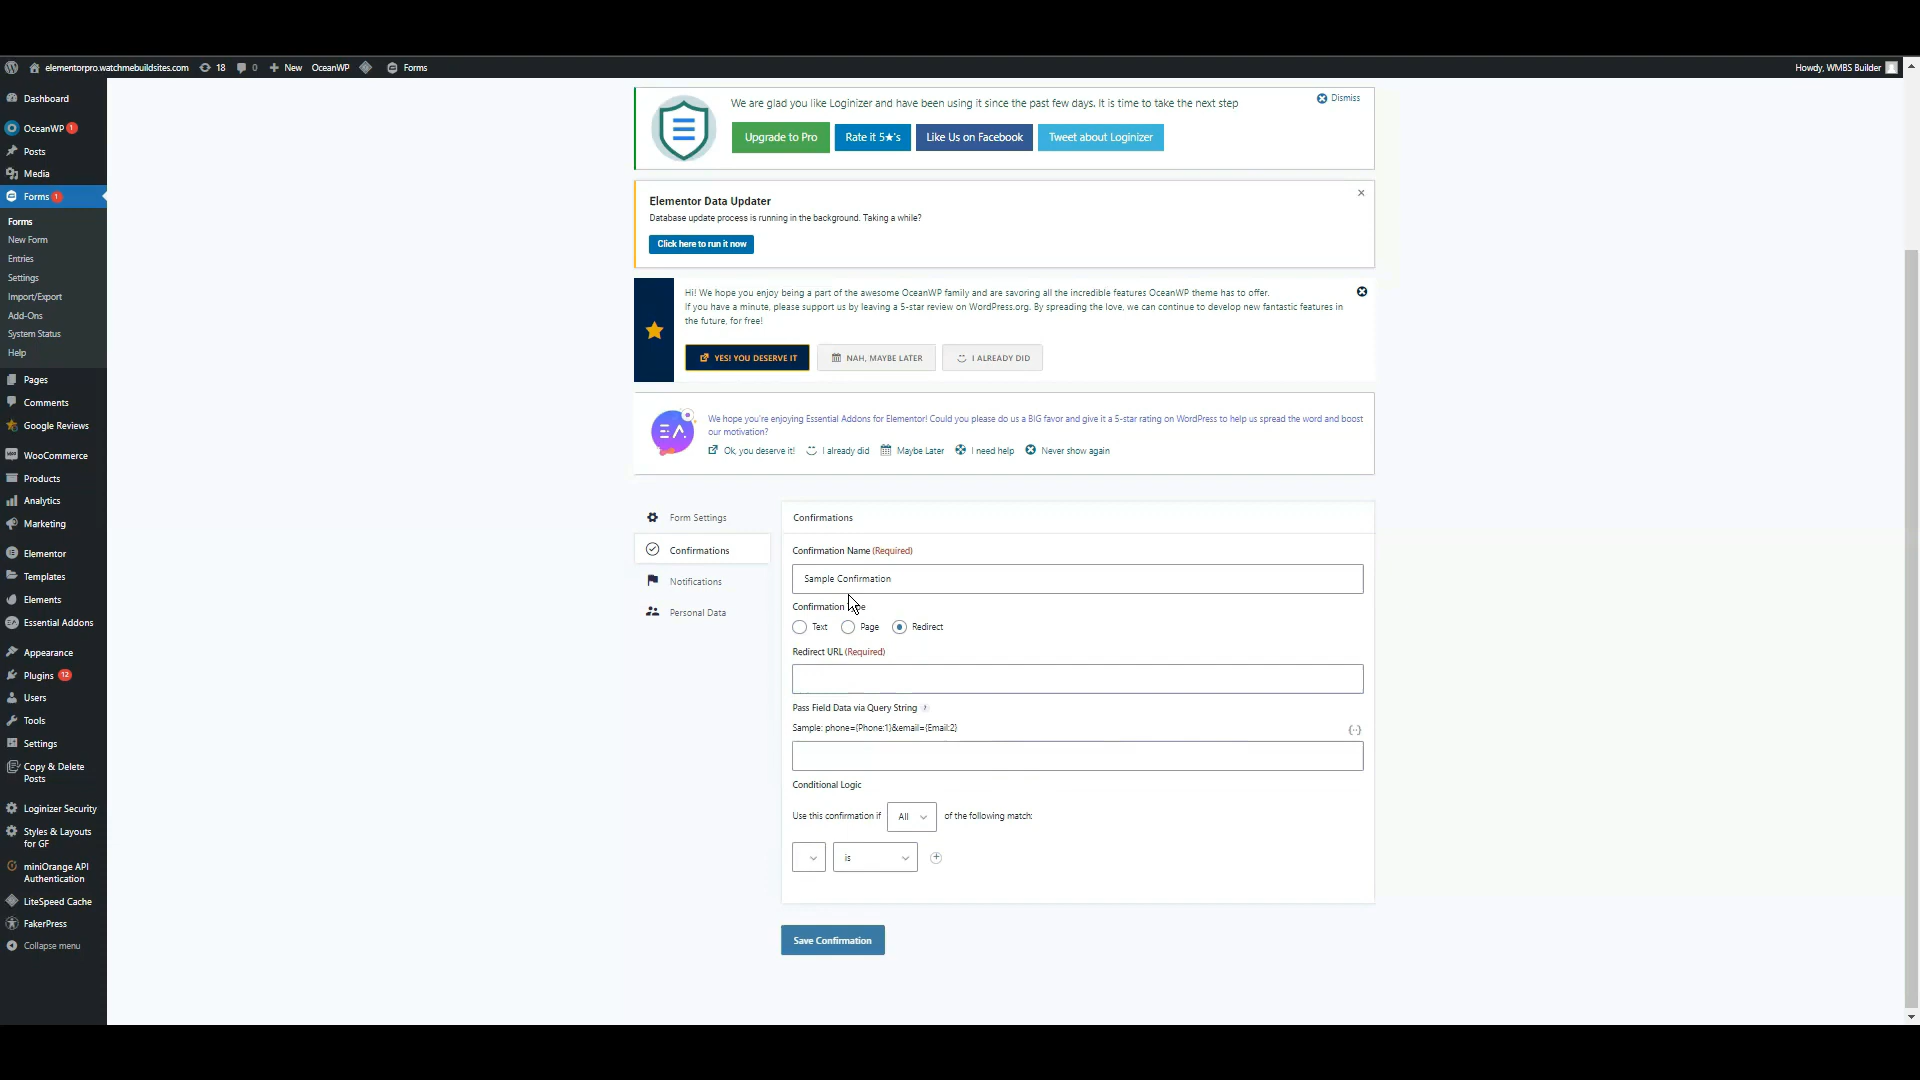 elementorpro.watchmebuildsites.com 18 0 New OceanWP Forms
Howdy, WMBS Builder
Dashboard
OceanWP 1
Posts
Media
Forms 1
Forms
New Form
Entries
Settings
Import/Export
Add-Ons
System Status
Help
Pages
Comments
Google Reviews
WooCommerce
Products
Analytics
Marketing
Elementor
Templates
Elements
Essential Addons
Appearance
Plugins 12
Users
Tools
Settings
Copy & Delete
Posts
Loginizer Security
Styles & Layouts
for GF
miniOrange API
Authentication
LiteSpeed Cache
FakerPress
Collapse menu
We are glad you like Loginizer and have been using it since the past few days. It is time to take the next step
Dismiss
Upgrade to Pro
Rate it 5★'s
Like Us on Facebook
Tweet about Loginizer
Elementor Data Updater
Database update process is running in the background. Taking a while?
Click here to run it now
Hi! We hope you enjoy being a part of the awesome OceanWP family and are savoring all the incredible features OceanWP theme has to offer.
If you have a minute, please support us by leaving a 5-star review on WordPress.org. By spreading the love, we can continue to develop new fantastic features in
the future, for free!
YES! YOU DESERVE IT
NAH, MAYBE LATER
I ALREADY DID
We hope you're enjoying Essential Addons for Elementor! Could you please do us a BIG favor and give it a 5-star rating on WordPress to help us spread the word and boost
our motivation?
Ok, you deserve it!
I already did
Maybe Later
I need help
Never show again
Form Settings
Confirmations
Notifications
Personal Data
Confirmations
Confirmation Name (Required)
Sample Confirmation
Confirmation
Text
Page
Redirect
Redirect URL (Required)
Pass Field Data via Query String ?
Sample: phone={Phone:1}&email={Email:2}
{..}
Conditional Logic
Use this confirmation if
All
of the following match:
is
Save Confirmation